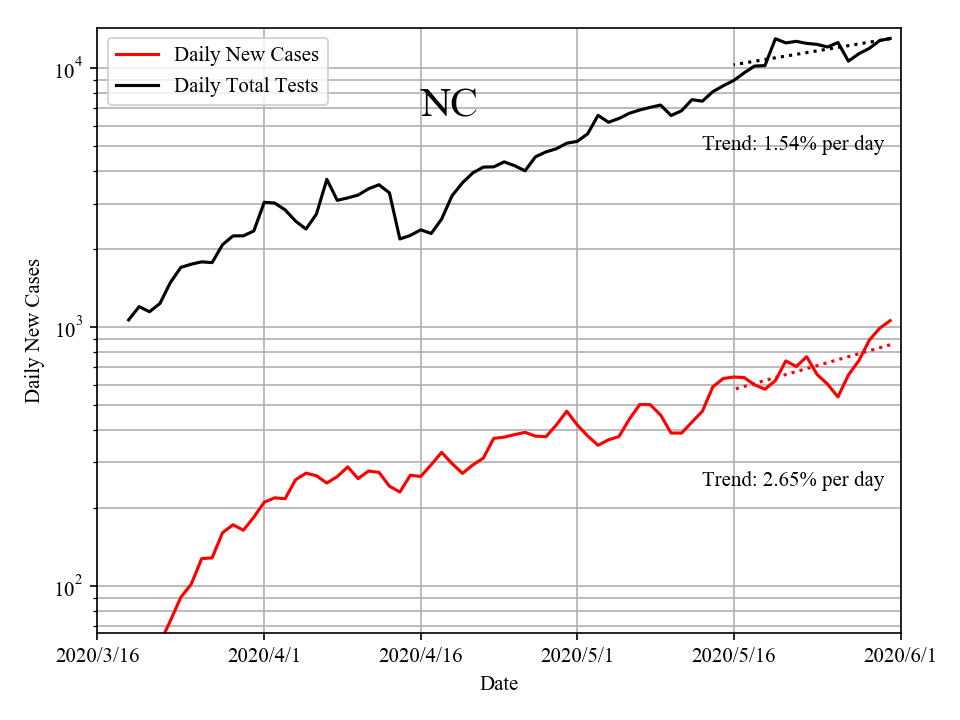 Daily New Cases
Daily Total Tests
NC
Trend: 1.54% per day
Trend: 2.65% per day
Daily New Cases
10^4
10^3
10^2
2020/3/16
2020/4/1
2020/4/16
2020/5/1
2020/5/16
2020/6/1
Date